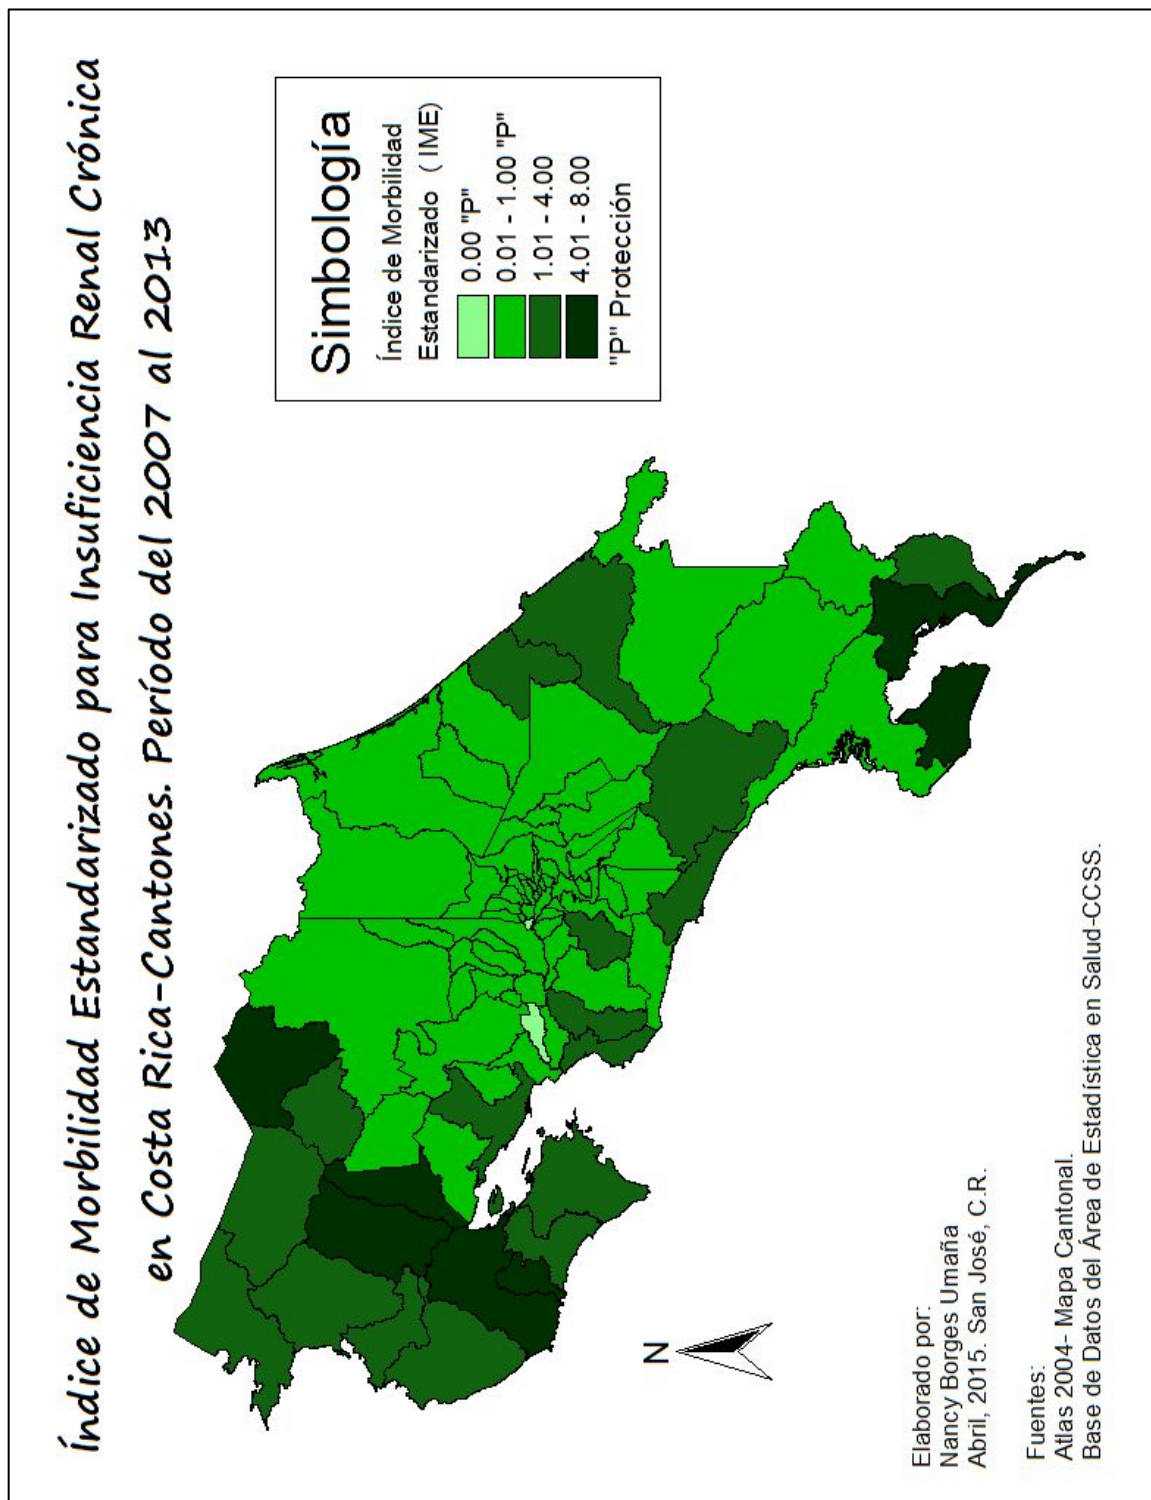 Índice de Morbilidad Estandarizado para Insuficiencia Renal Crónica
en Costa Rica-Cantones. Período del 2007 al 2013
Simbología
Índice de Morbilidad
Estandarizado ( IME)
0.00 "P"
0.01 - 1.00 "P"
1.01 - 4.00
4.01 - 8.00
"P" Protección
N
Elaborado por:
Nancy Borges Umaña
Abril, 2015. San José, C.R.
Fuentes:
Atlas 2004- Mapa Cantonal.
Base de Datos del Área de Estadística en Salud-CCSS.